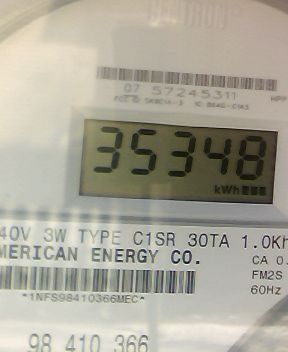 CENTRON®
07 57245311
35348
kWh
40V 3W TYPE C1SR 30TA 1.0Kh
MERICAN ENERGY CO.
CA 0.
FM2S
60Hz
*1NFS98410366MEC*
98 410 366